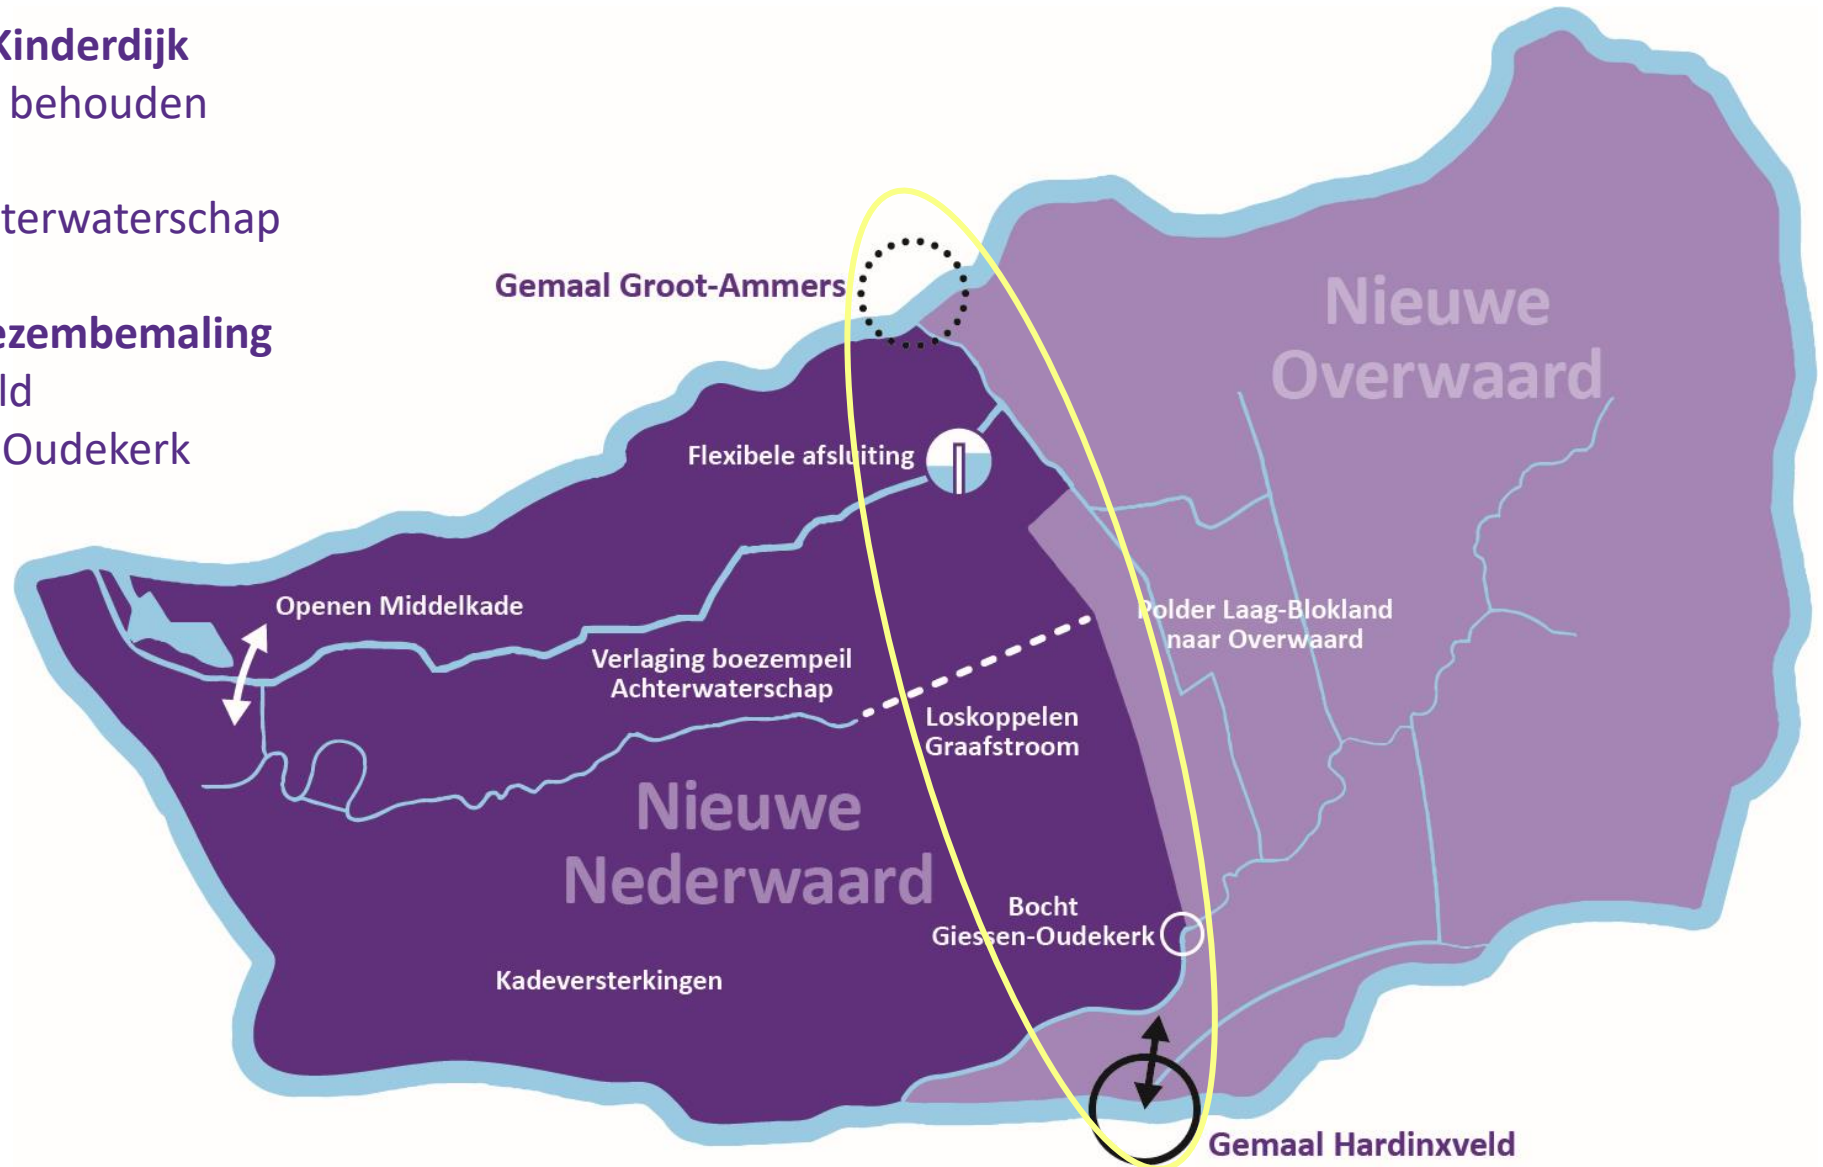 Kinderdijk
behouden
terwaterschap
ezembemaling
ld
Oudekerk
Gemaal Groot-Ammers
Nieuwe
Overwaard
Flexibele afsluiting
Openen Middelkade
Polder Laag-Blokland
naar Overwaard
Verlaging boezempeil
Achterwaterschap
Loskoppelen
Graafstroom
Nieuwe
Nederwaard
Bocht
Giessen-Oudekerk
Kadeversterkingen
Gemaal Hardinxveld